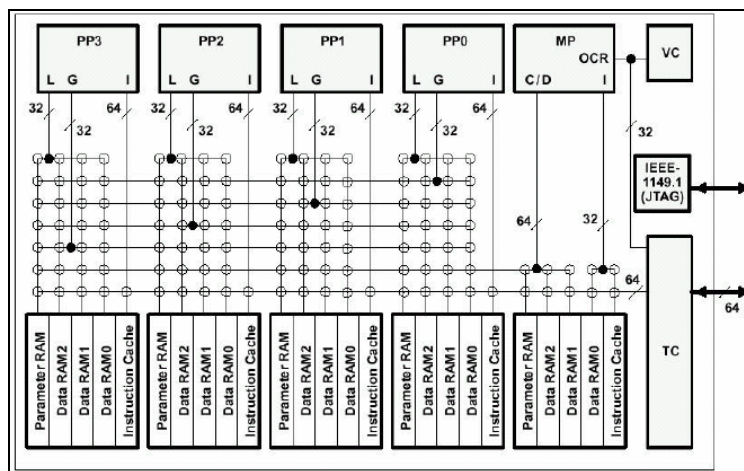 PP3 PP2 PP1 PP0 MP VC
OCR
L G I L G I L G I L G I C/D I
32 64 32 64 32 64 32 64
32 32 32 32 32
IEEE-
1149.1
(JTAG)
64 32
64
64
TC
Parameter RAM
Data RAM2
Data RAM1
Data RAM0
Instruction Cache
Parameter RAM
Data RAM2
Data RAM1
Data RAM0
Instruction Cache
Parameter RAM
Data RAM2
Data RAM1
Data RAM0
Instruction Cache
Parameter RAM
Data RAM2
Data RAM1
Data RAM0
Instruction Cache
Parameter RAM
Data RAM2
Data RAM1
Data RAM0
Instruction Cache